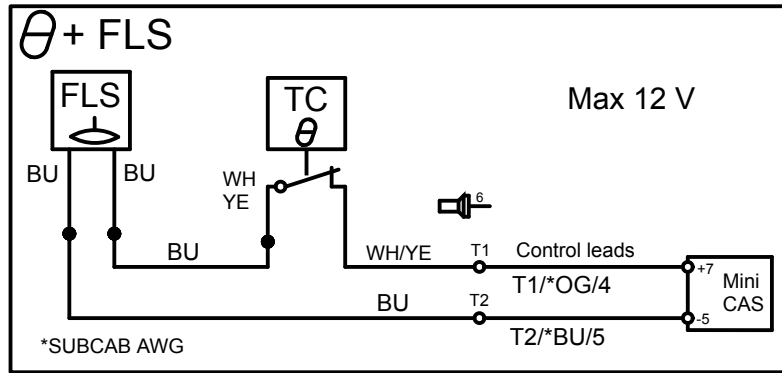 θ + FLS
FLS
TC
θ
Max 12 V
BU
BU
WH
YE
6
BU
WH/YE
T1
Control leads
+7
T1/*OG/4
Mini
CAS
BU
T2
-5
T2/*BU/5
*SUBCAB AWG